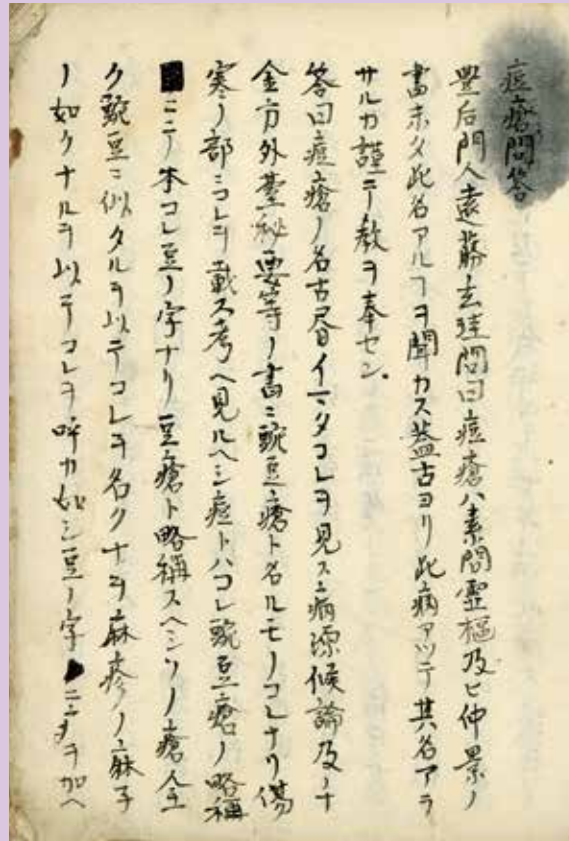 痘瘡問答
豊后門人遠藤玄珪問曰痘瘡ハ素問霊枢及ヒ仲景ノ
書未タ此名アルヿヲ聞カス蓋古ヨリ此病アツテ其名アラ
サルカ謹テ教ヲ奉セン
答曰痘瘡ノ名古昔イマタコレヲ見ス病源候論及千
金方外臺秘要等ノ書ニ豌豆瘡ト名ルモノコレナリ傷
寒ノ部ニコレヲ載ス考ヘ見ルヘシ痘トハコレ豌豆瘡ノ略稱
ニテ本コレ豆ノ字ナリ豆瘡ト略稱スヘシソノ瘡全
ク豌豆ニ似タルヲ以テコレヲ名ク ナヲ麻疹ノ麻子
ノ如クナルヲ以テコレヲ呼カ如シ豆ノ字 ヲ加ヘ